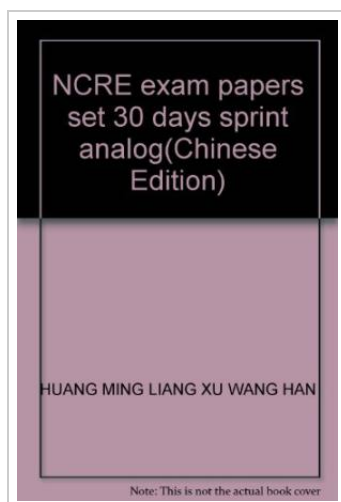 NCRE exam papers
set 30 days sprint
analog(Chinese
Edition)
HUANG MING LIANG XU WANG HAN
Note: This is not the actual book cover